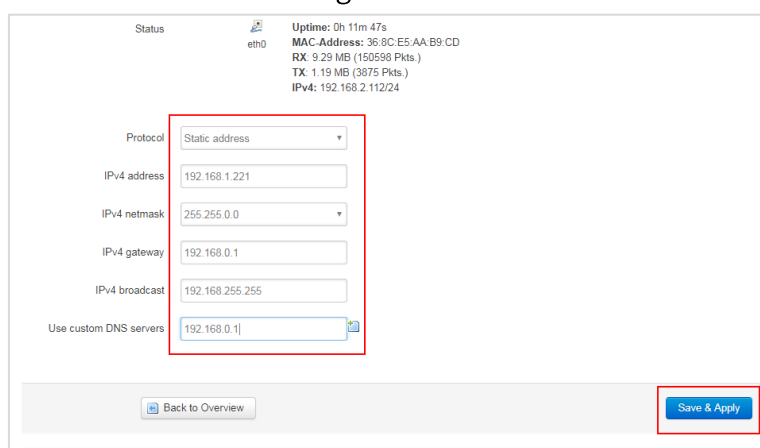 Status
eth0
Uptime: 0h 11m 47s
MAC-Address: 36:8C:E5:AA:B9:CD
RX: 9.29 MB (150598 Pkts.)
TX: 1.19 MB (3875 Pkts.)
IPv4: 192.168.2.112/24
Protocol Static address
IPv4 address 192.168.1.221
IPv4 netmask 255.255.0.0
IPv4 gateway 192.168.0.1
IPv4 broadcast 192.168.255.255
Use custom DNS servers 192.168.0.1
Back to Overview Save & Apply